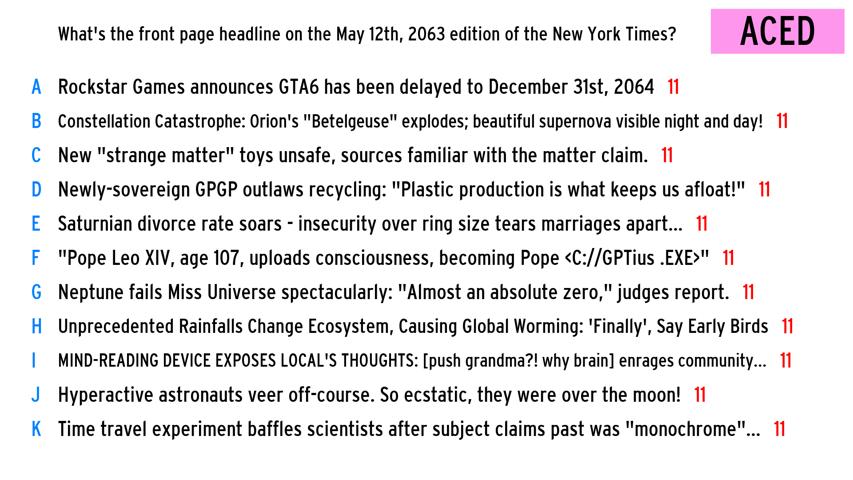 What's the front page headline on the May 12th, 2063 edition of the New York Times?
ACED
A Rockstar Games announces GTA6 has been delayed to December 31st, 2064 11
B Constellation Catastrophe: Orion's "Betelgeuse" explodes; beautiful supernova visible night and day! 11
C New "strange matter" toys unsafe, sources familiar with the matter claim. 11
D Newly-sovereign GPGP outlaws recycling: "Plastic production is what keeps us afloat!" 11
E Saturnian divorce rate soars - insecurity over ring size tears marriages apart... 11
F "Pope Leo XIV, age 107, uploads consciousness, becoming Pope <C://GPTius .EXE>" 11
G Neptune fails Miss Universe spectacularly: "Almost an absolute zero," judges report. 11
H Unprecedented Rainfalls Change Ecosystem, Causing Global Worming: 'Finally', Say Early Birds 11
I MIND-READING DEVICE EXPOSES LOCAL'S THOUGHTS: [push grandma?! why brain] enrages community... 11
J Hyperactive astronauts veer off-course. So ecstatic, they were over the moon! 11
K Time travel experiment baffles scientists after subject claims past was "monochrome"... 11